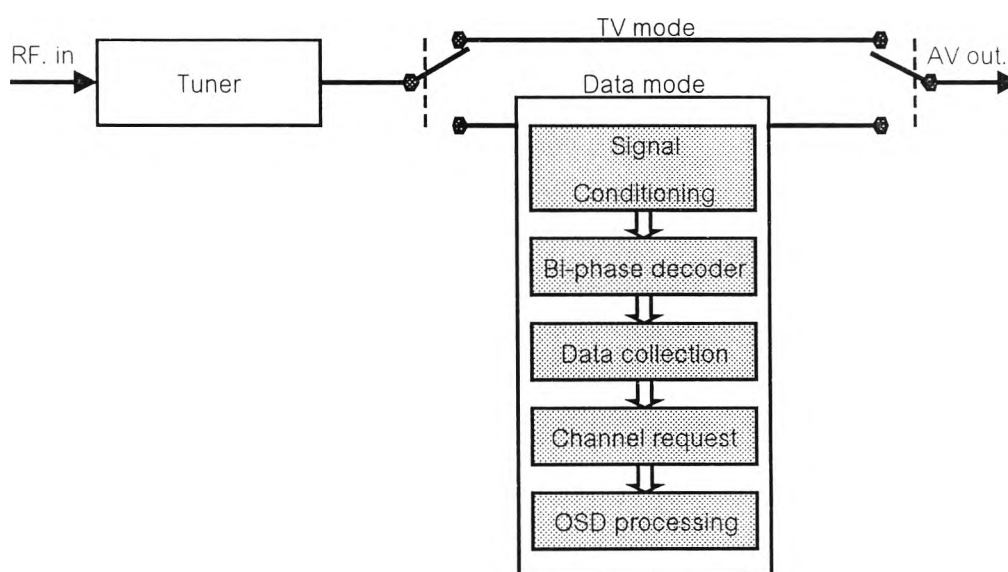 TV mode
RF. in
AV out.
Tuner
Data mode
Signal
Conditioning
Bi-phase decoder
Data collection
Channel request
OSD processing